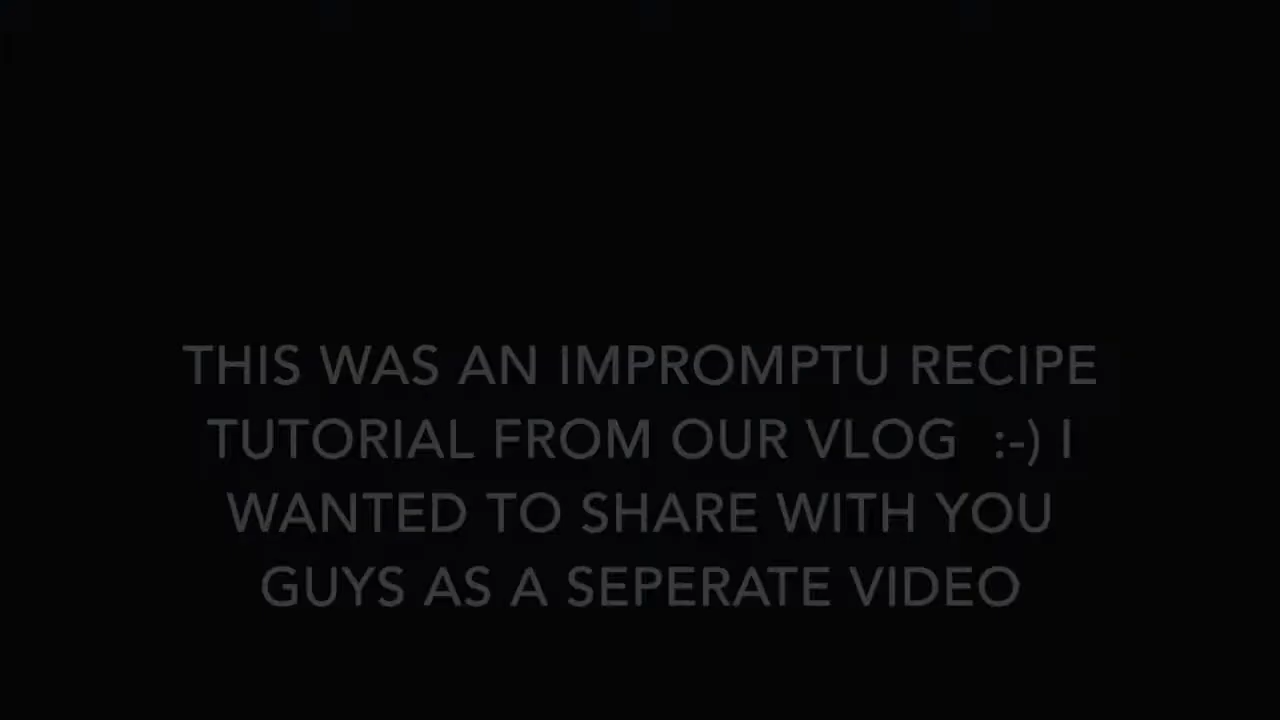 THIS WAS AN IMPROMPTU RECIPE
TUTORIAL FROM OUR VLOG  :-) I
WANTED TO SHARE WITH YOU
GUYS AS A SEPERATE VIDEO